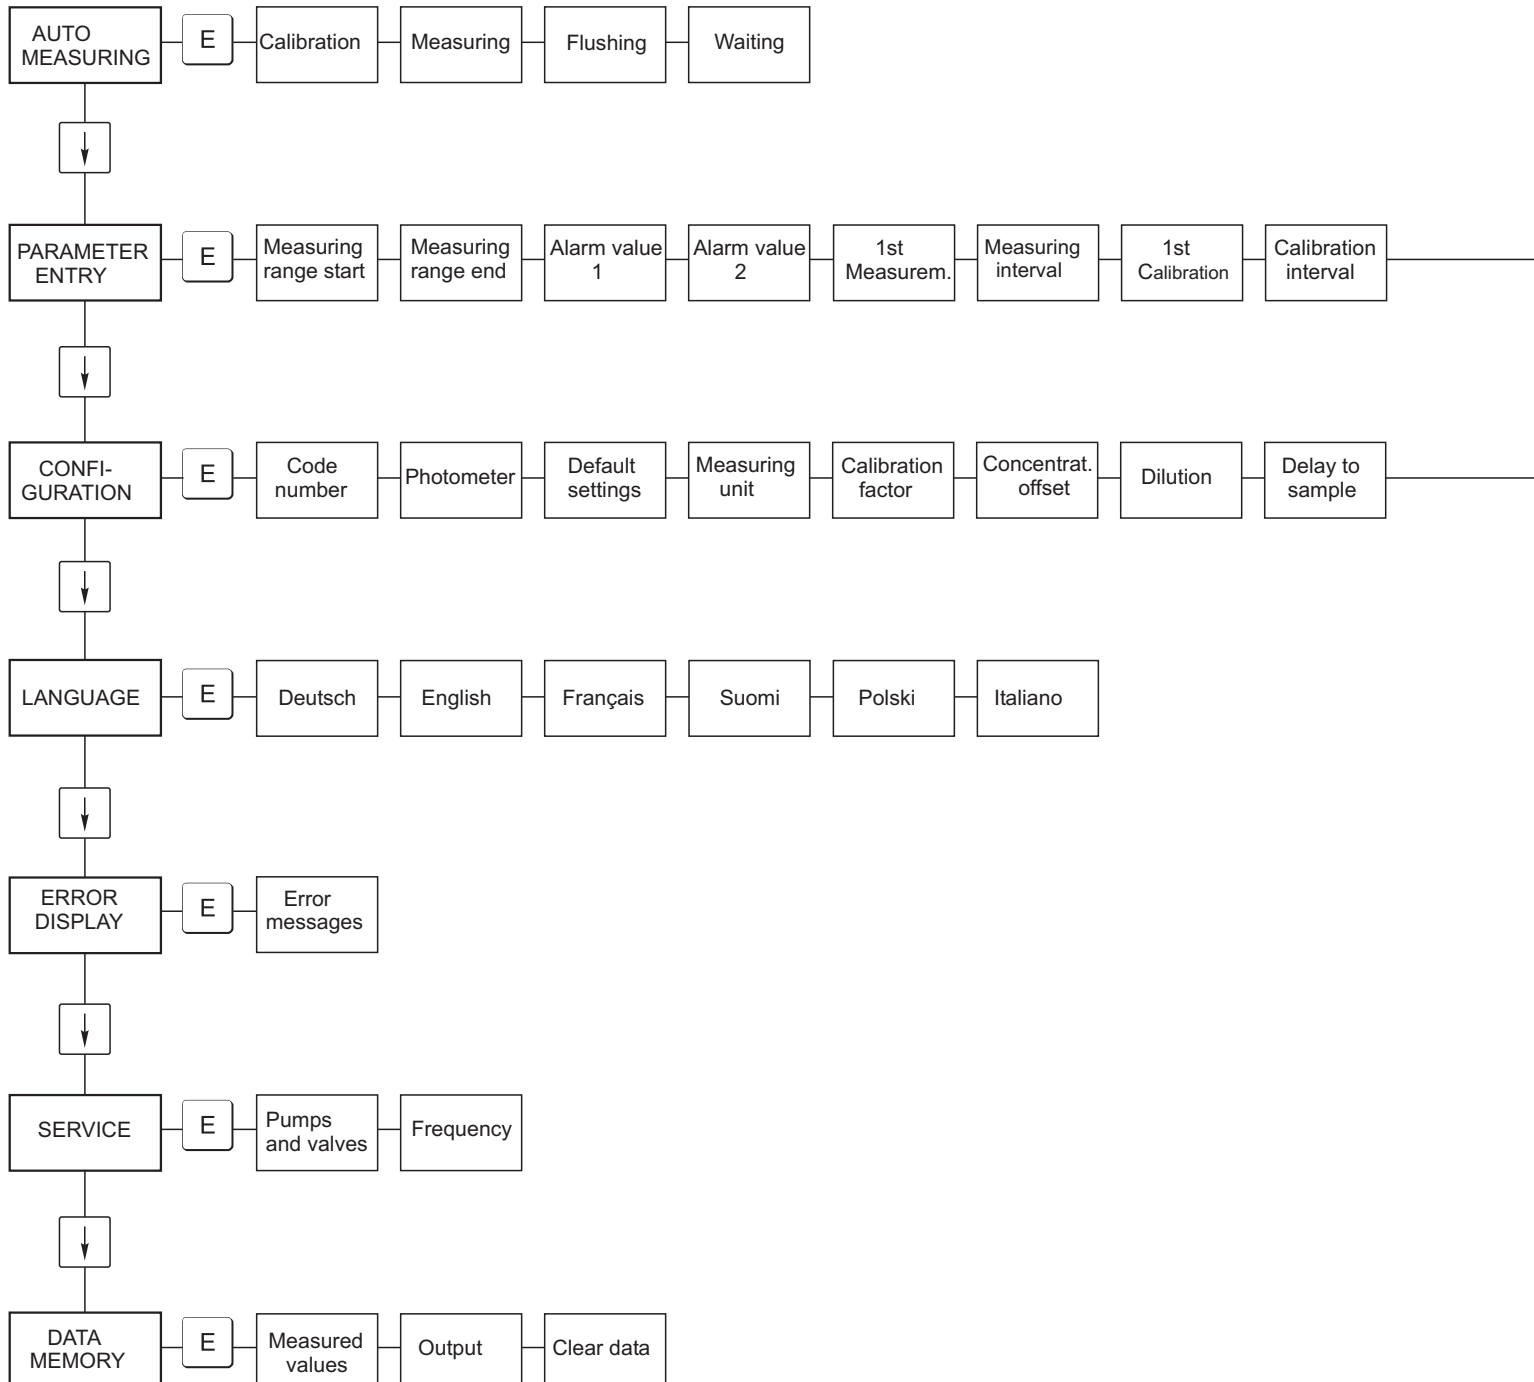 AUTO
MEASURING
E
Calibration
Measuring
Flushing
Waiting
PARAMETER
ENTRY
E
Measuring
range start
Measuring
range end
Alarm value
1
Alarm value
2
1st
Measurem.
Measuring
interval
1st
Calibration
Calibration
interval
CONFI-
GURATION
E
Code
number
Photometer
Default
settings
Measuring
unit
Calibration
factor
Concentrat.
offset
Dilution
Delay to
sample
LANGUAGE
E
Deutsch
English
Français
Suomi
Polski
Italiano
ERROR
DISPLAY
E
Error
messages
SERVICE
E
Pumps
and valves
Frequency
DATA
MEMORY
E
Measured
values
Output
Clear data